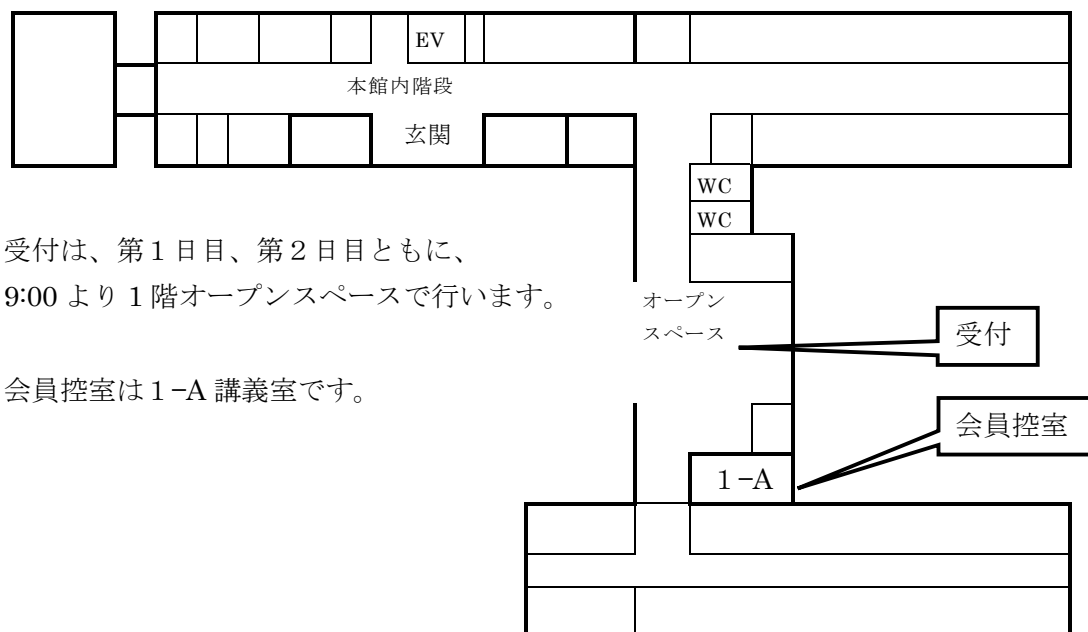 EV
本館内階段
玄関
WC
WC
受付は、第１日目、第２日目ともに、
9:00 より 1 階オープンスペースで行います。
オープン
スペース
受付
会員控室は１−A 講義室です。
会員控室
１−A